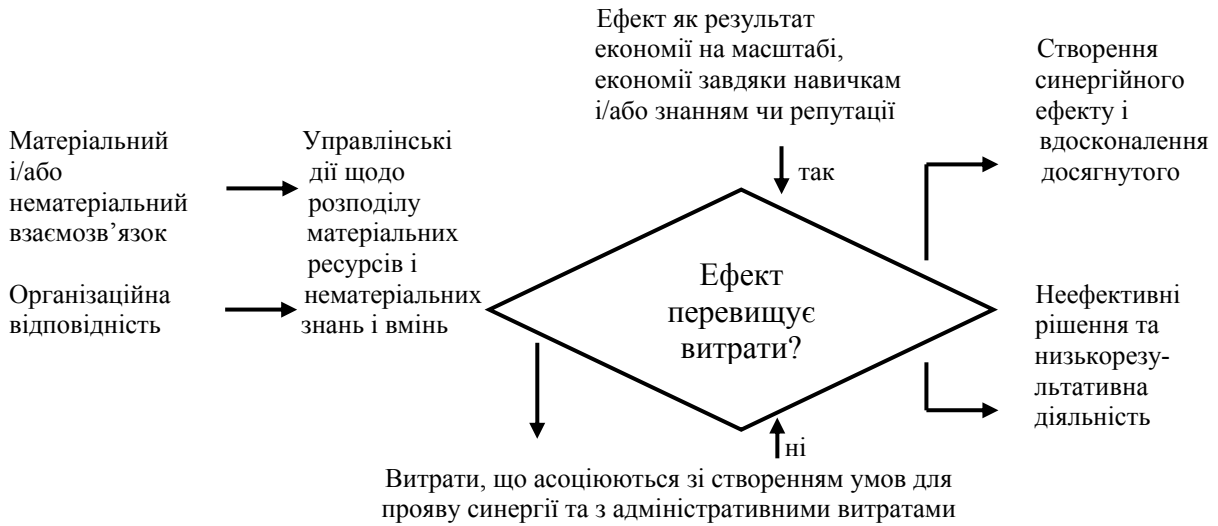 Матеріальний
і/або
нематеріальний
взаємозв’язок
Організаційна
відповідність
Управлінські
дії щодо
розподілу
матеріальних
ресурсів і
нематеріальних
знань і вмінь
Ефект як результат
економії на масштабі,
економії завдяки навичкам
і/або знанням чи репутації
так
Ефект
перевищує
витрати?
ні
Витрати, що асоціюються зі створенням умов для
прояву синергії та з адміністративними витратами
Створення
синергійного
ефекту і
вдосконалення
досягнутого
Неефективні
рішення та
низькорезу-
льтативна
діяльність